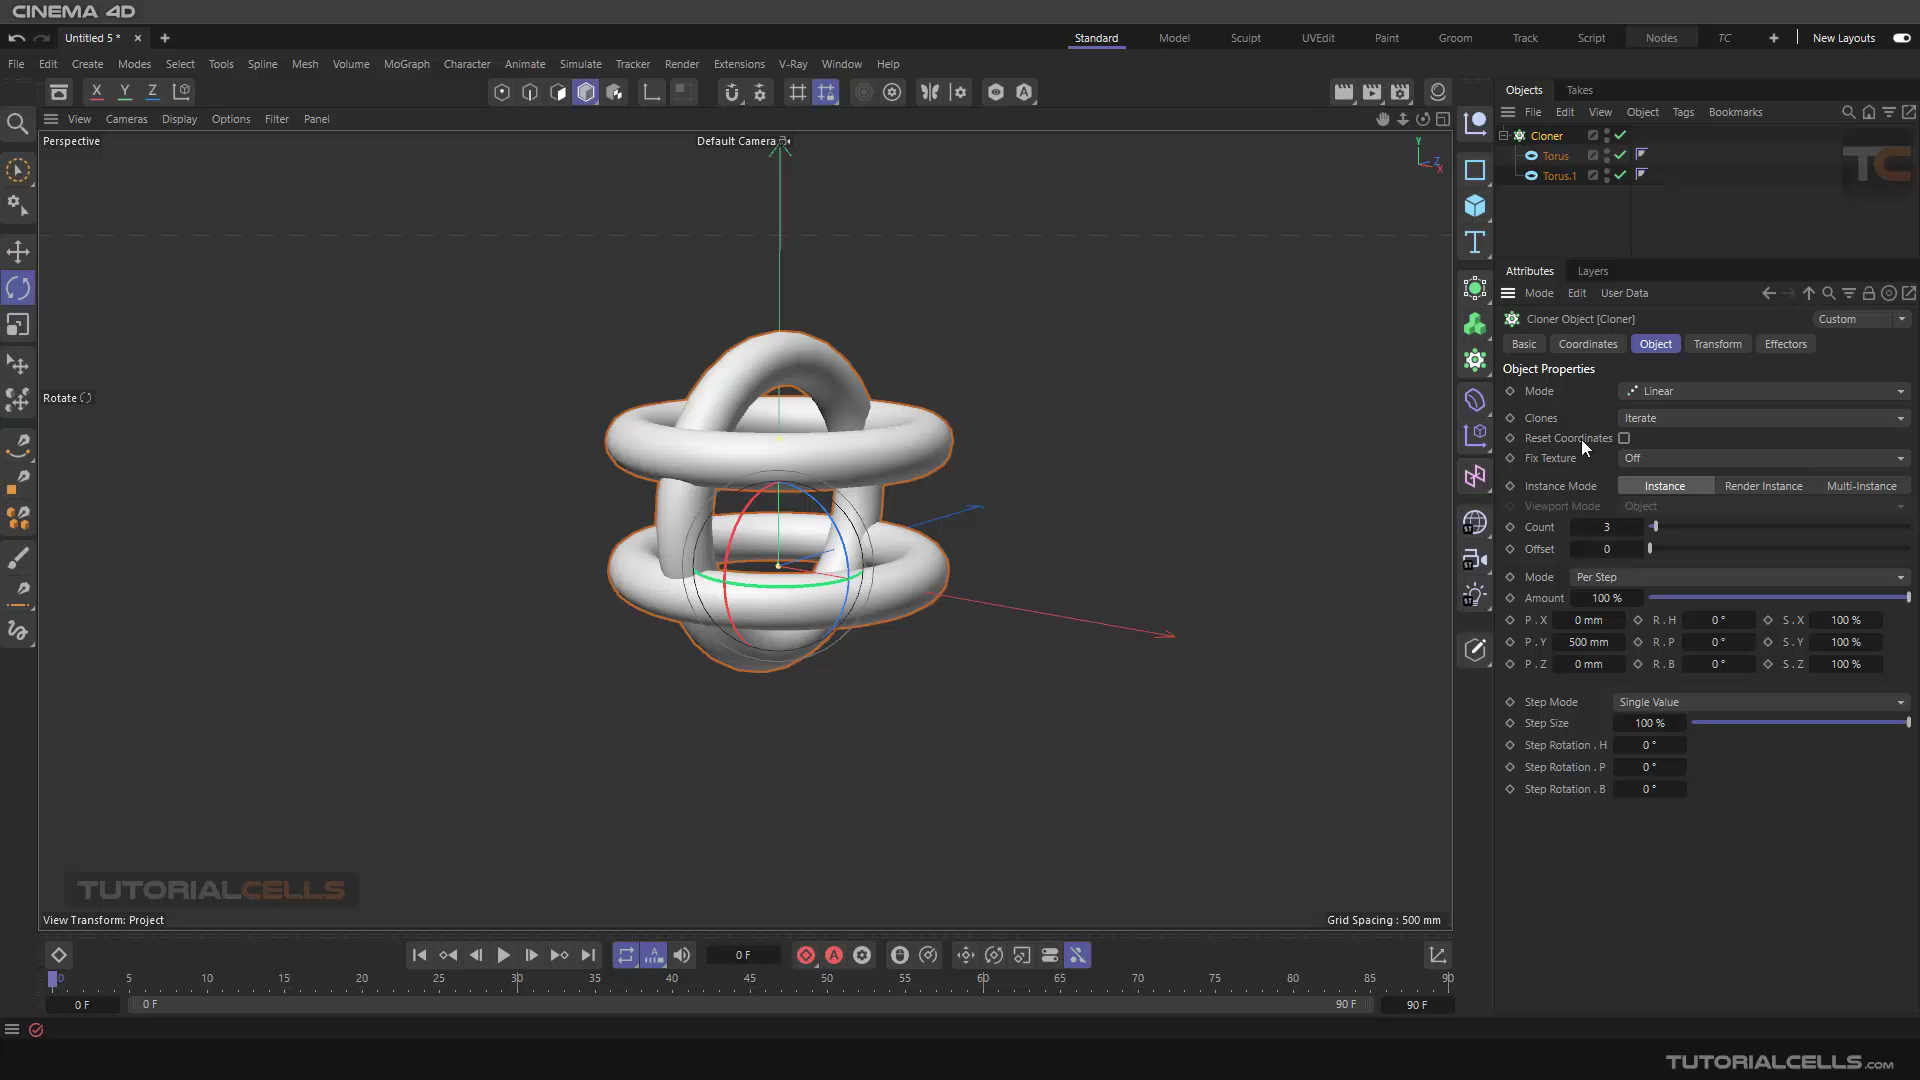 CINEMA 4D
Untitled 5 * × +
Standard Model Sculpt UVEdit Paint Groom Track Script Nodes TC + New Layouts
File Edit Create Modes Select Tools Spline Mesh Volume MoGraph Character Animate Simulate Tracker Render Extensions V-Ray Window Help
X Y Z
View Cameras Display Options Filter Panel
Perspective
Default Camera
Y
Z
X
Rotate
TUTORIALCELLS
View Transform: Project
Grid Spacing : 500 mm
Objects Takes
File Edit View Object Tags Bookmarks
Cloner
Torus
Torus.1
TC
Attributes Layers
Mode Edit User Data
Cloner Object [Cloner] Custom
Basic Coordinates Object Transform Effectors
Object Properties
Mode Linear
Clones Iterate
Reset Coordinates
Fix Texture Off
Instance Mode Instance Render Instance Multi-Instance
Viewport Mode Object
Count 3
Offset 0
Mode Per Step
Amount 100 %
P . X 0 mm R . H 0 ° S . X 100 %
P . Y 500 mm R . P 0 ° S . Y 100 %
P . Z 0 mm R . B 0 ° S . Z 100 %
Step Mode Single Value
Step Size 100 %
Step Rotation . H 0 °
Step Rotation . P 0 °
Step Rotation . B 0 °
0 F
0 5 10 15 20 25 30 35 40 45 50 55 60 65 70 75 80 85 90
0 F 0 F 90 F 90 F
TUTORIALCELLS.COM